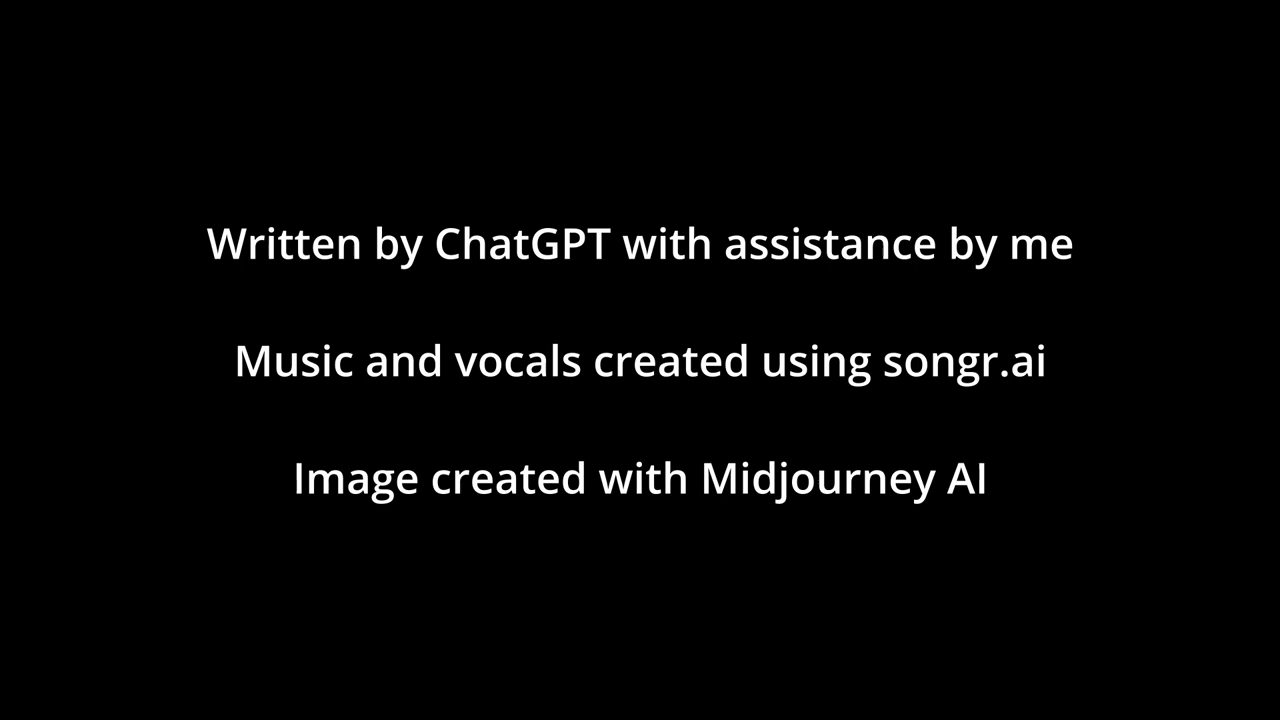 Written by ChatGPT with assistance by me
Music and vocals created using songr.ai
Image created with Midjourney AI